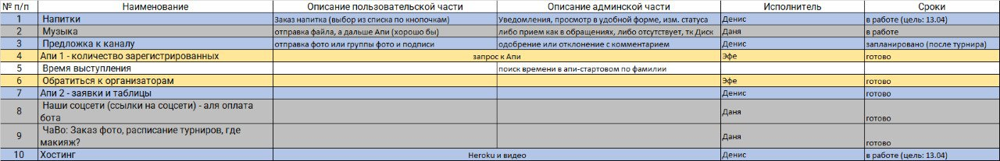 № п/п Наименование Описание пользовательской части Описание админской части Исполнитель Сроки
1 Напитки Заказ напитка (выбор из списка по кнопочкам) Уведомления, просмотр в удобной форме, изм. статуса Денис в работе (цель: 13.04)
2 Музыка отправка файла, а дальше Апи (хорошо бы) либо прием как в обращениях, либо отсутствует, тк Диск Даня в работе
3 Предложка к каналу отправка фото или группы фото и подписи одобрение или отклонение с комментарием Денис запланировано (после турнира)
4 Апи 1 - количество зарегистрированных запрос к Апи Эфе готово
5 Время выступления поиск времени в апи-стартовом по фамилии
6 Обратиться к организаторам Эфе готово
7 Апи 2 - заявки и таблицы Денис готово
8 Наши соцсети (ссылки на соцсети) - аля оплата
бота Даня готово
9 ЧаВо: Заказ фото, расписание турниров, где
макияж? Даня готово
10 Хостинг Heroku и видео Денис в работе (цель: 13.04)